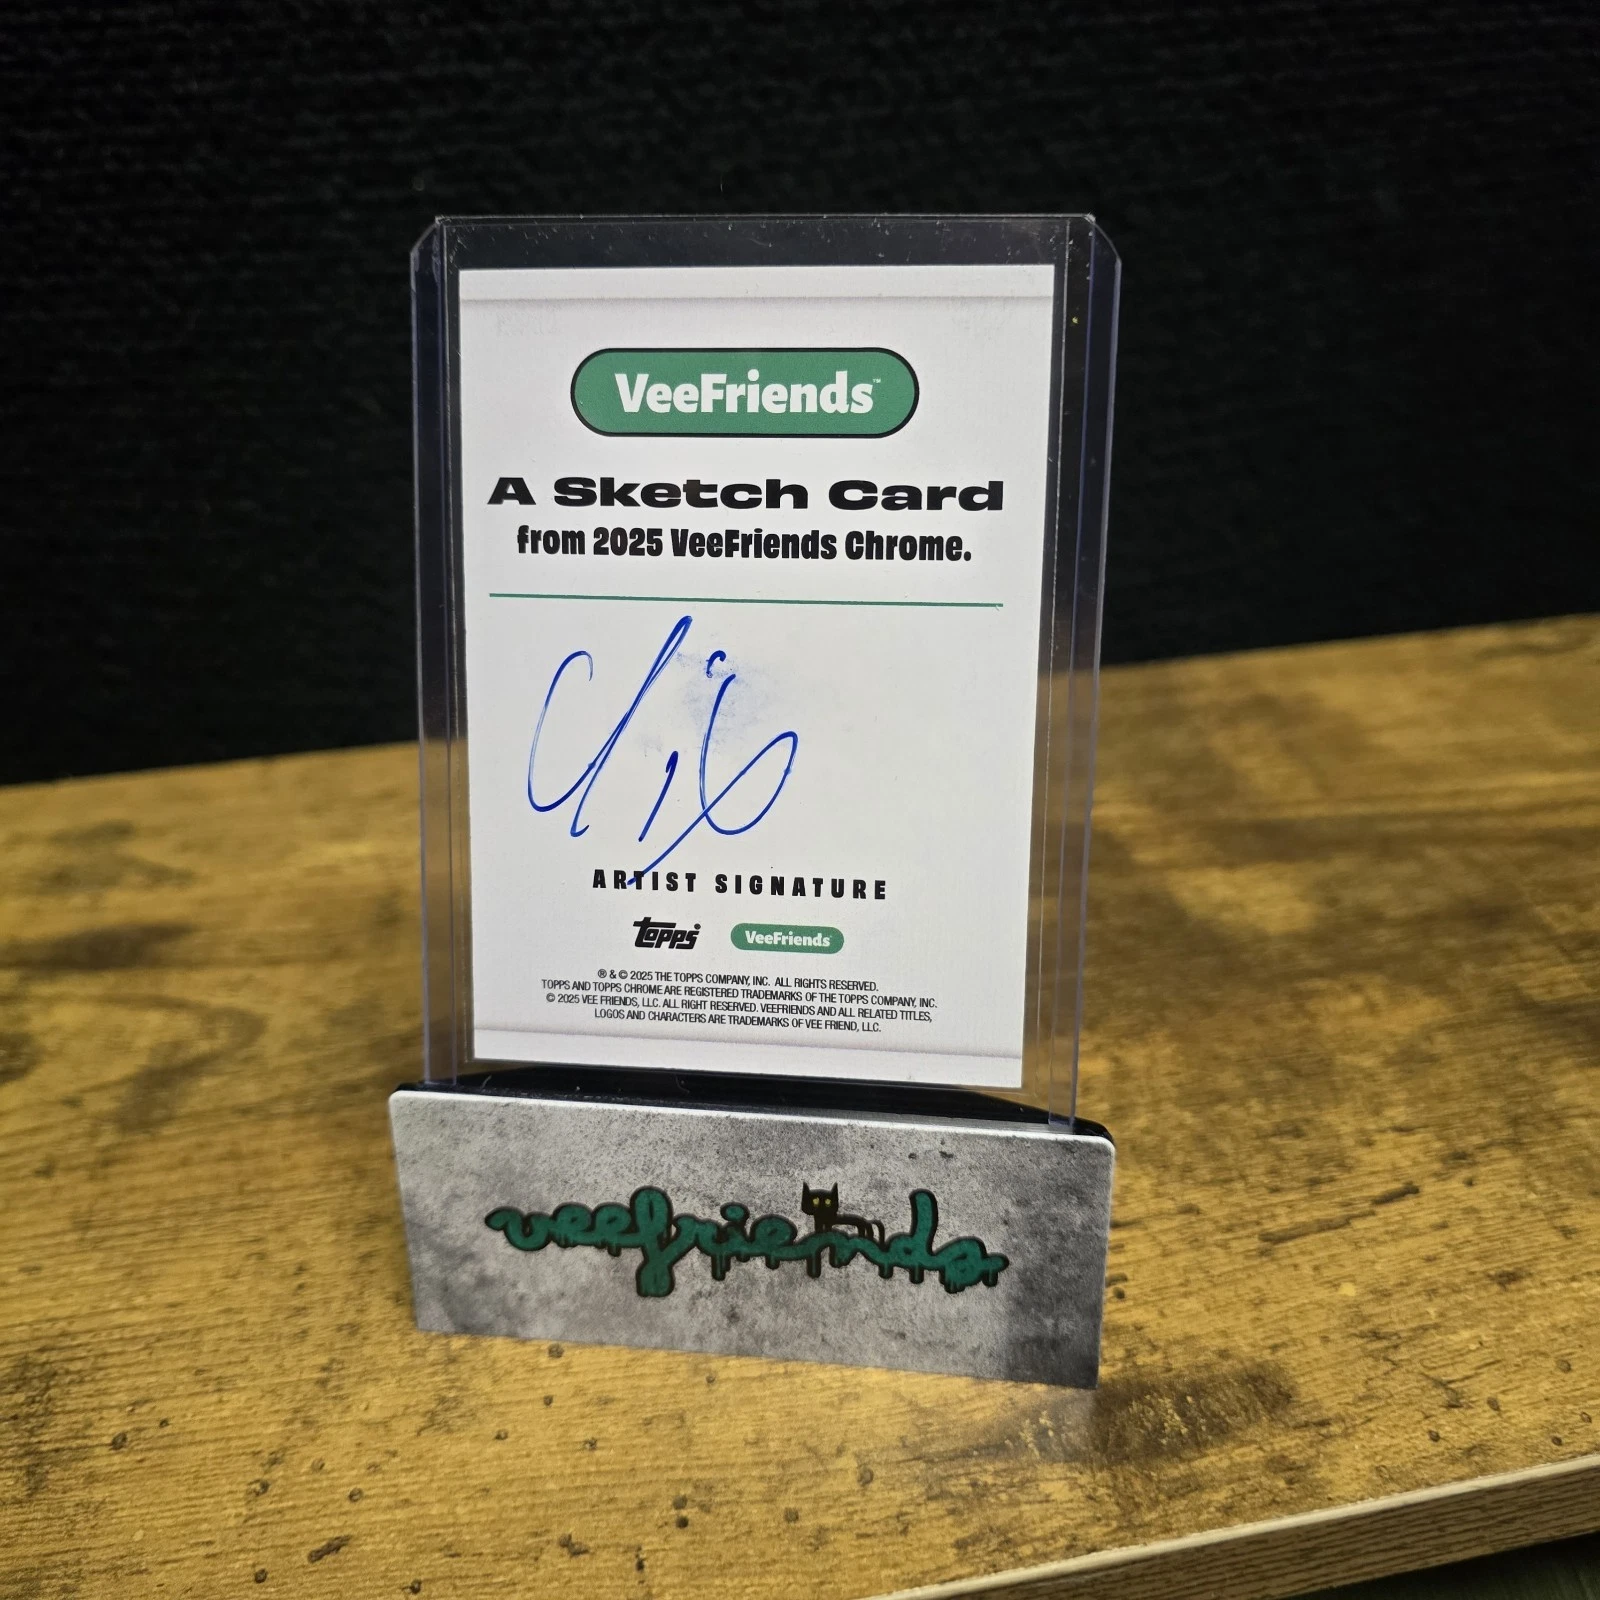 VeeFriends™
A Sketch Card
from 2025 VeeFriends Chrome.
ARTIST SIGNATURE
topps VeeFriends
® & © 2025 THE TOPPS COMPANY, INC. ALL RIGHTS RESERVED.
TOPPS AND TOPPS CHROME ARE REGISTERED TRADEMARKS OF THE TOPPS COMPANY, INC.
© 2025 VEE FRIENDS, LLC. ALL RIGHT RESERVED. VEEFRIENDS AND ALL RELATED TITLES,
LOGOS AND CHARACTERS ARE TRADEMARKS OF VEE FRIEND, LLC.
veefriends